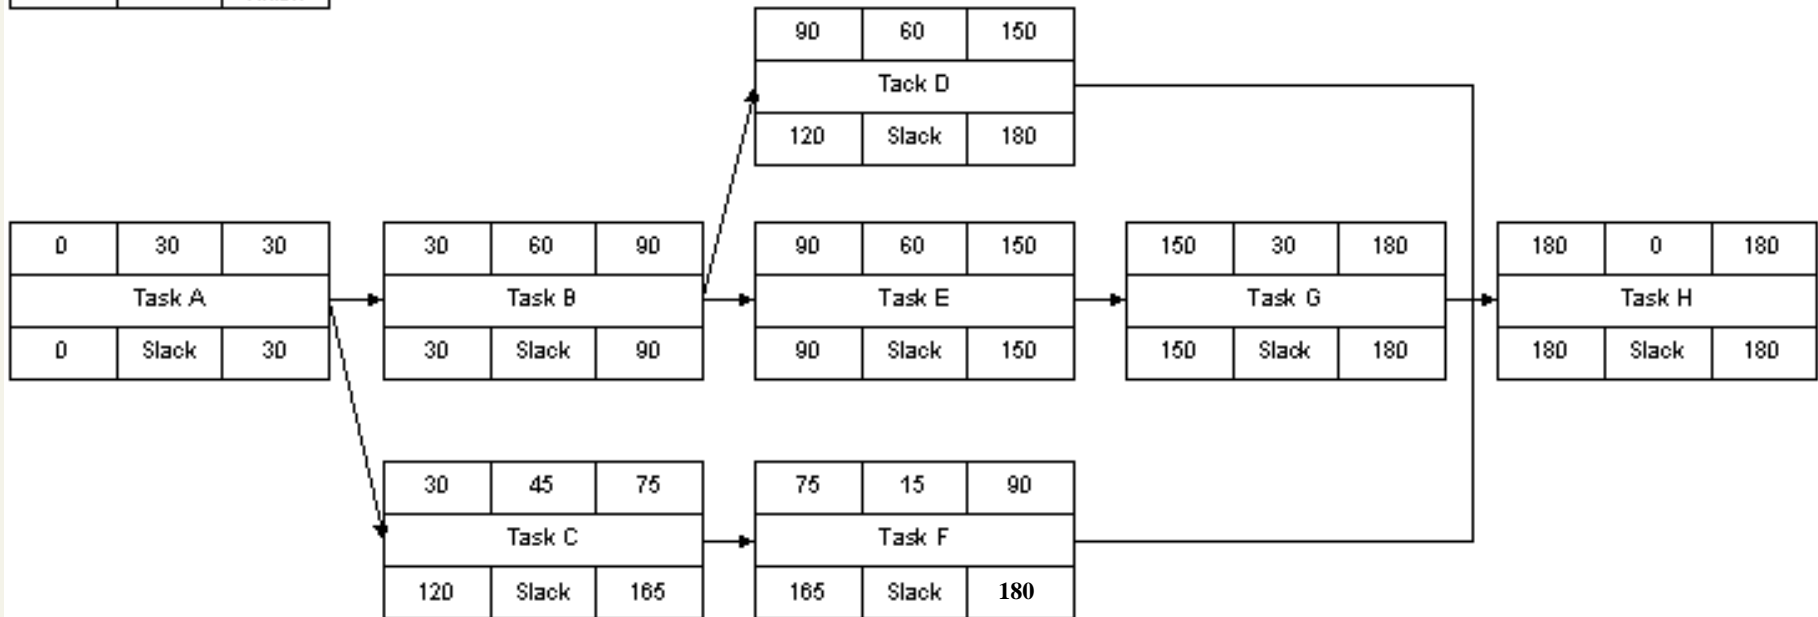 90 60 150
Tack D
120 Slack 180
0 30 30
Task A
0 Slack 30
30 60 90
Task B
30 Slack 90
90 60 150
Task E
90 Slack 150
150 30 180
Task G
150 Slack 180
180 0 180
Task H
180 Slack 180
30 45 75
Task C
120 Slack 165
75 15 90
Task F
165 Slack 180